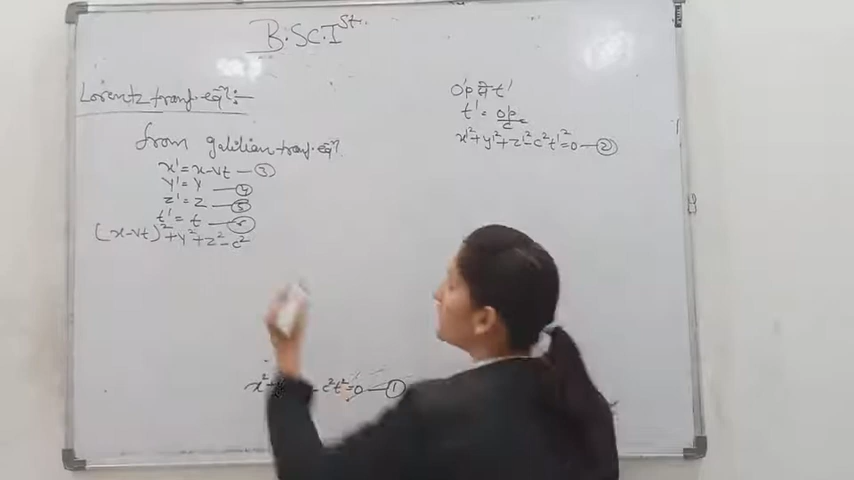 B.SC.I st.
Lorentz tranf. eqn:-
from galilian tranf. eqn.
x'=x-vt —③
y'=y —④
z'=z —⑤
t'=t —⑥
(x-vt)²+y²+z²-c²
x²+ - c²t²=0 —①
O'P में t'
t'= OP/c
x'²+y'²+z'²-c²t'²=0 —②